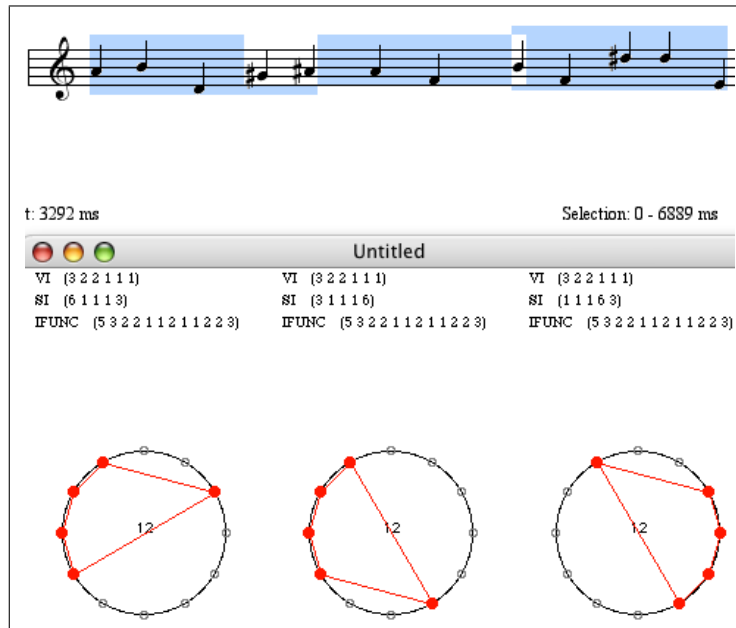 t: 3292 ms Selection: 0 - 6889 ms
Untitled
VI (3 2 2 1 1 1) VI (3 2 2 1 1 1) VI (3 2 2 1 1 1)
SI (6 1 1 1 3) SI (3 1 1 1 6) SI (1 1 1 6 3)
IFUNC (5 3 2 2 1 1 2 1 1 2 2 3) IFUNC (5 3 2 2 1 1 2 1 1 2 2 3) IFUNC (5 3 2 2 1 1 2 1 1 2 2 3)
12 12 12